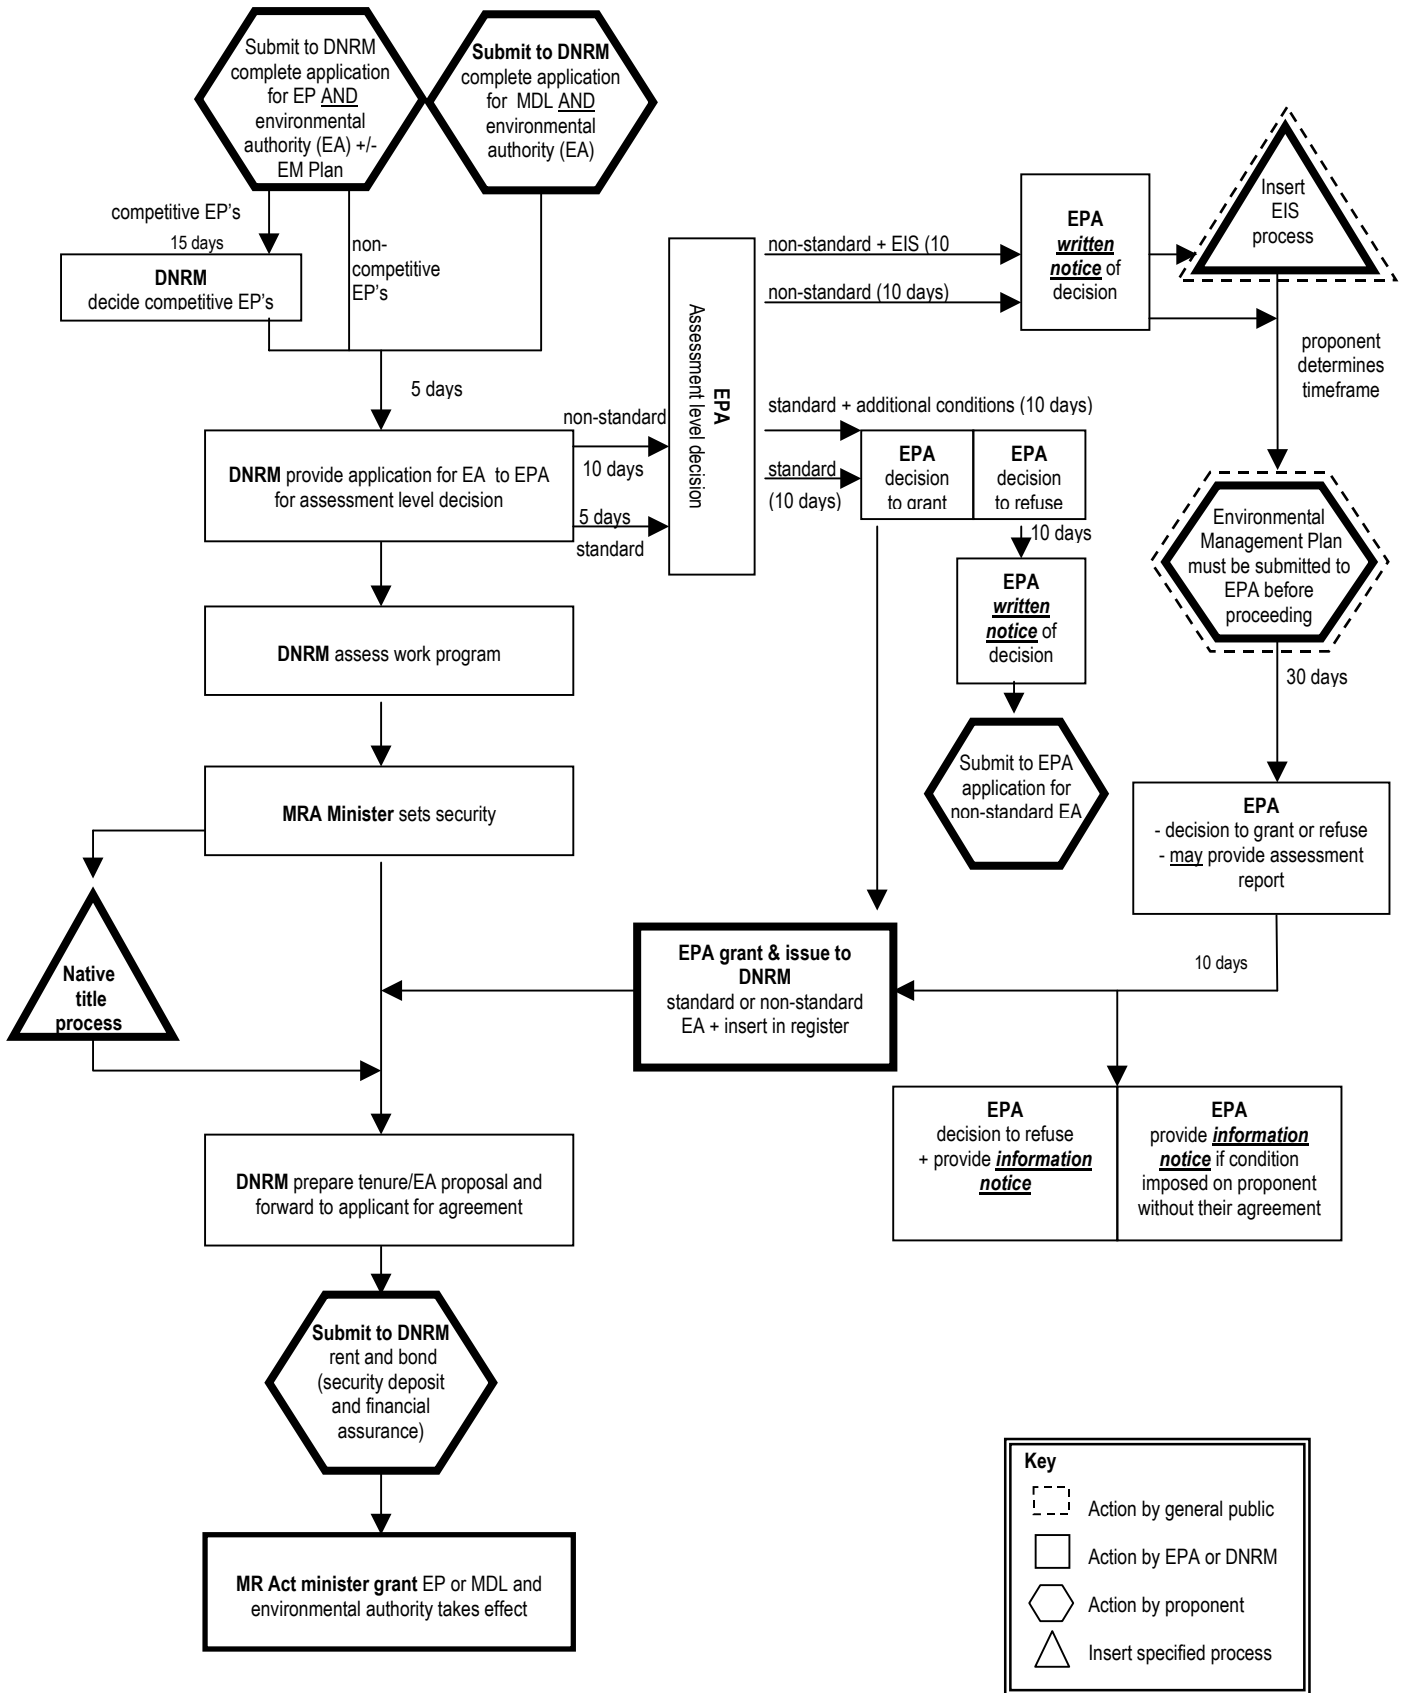 Submit to DNRM
complete application
for EP AND
environmental
authority (EA) +/-
EM Plan
Submit to DNRM
complete application
for MDL AND
environmental
authority (EA)
competitive EP's
15 days
non-
competitive
EP's
DNRM
decide competitive EP's
5 days
DNRM provide application for EA to EPA
for assessment level decision
non-standard
10 days
5 days
standard
EPA
Assessment level decision
non-standard + EIS (10
non-standard (10 days)
standard + additional conditions (10 days)
standard
(10 days)
EPA
written
notice of
decision
Insert
EIS
process
proponent
determines
timeframe
EPA
decision
to grant
EPA
decision
to refuse
10 days
EPA
written
notice of
decision
Submit to EPA
application for
non-standard EA
Environmental
Management Plan
must be submitted to
EPA before
proceeding
30 days
EPA
- decision to grant or refuse
- may provide assessment
report
10 days
DNRM assess work program
MRA Minister sets security
Native
title
process
EPA grant & issue to
DNRM
standard or non-standard
EA + insert in register
EPA
decision to refuse
+ provide information
notice
EPA
provide information
notice if condition
imposed on proponent
without their agreement
DNRM prepare tenure/EA proposal and
forward to applicant for agreement
Submit to DNRM
rent and bond
(security deposit
and financial
assurance)
MR Act minister grant EP or MDL and
environmental authority takes effect
Key
Action by general public
Action by EPA or DNRM
Action by proponent
Insert specified process